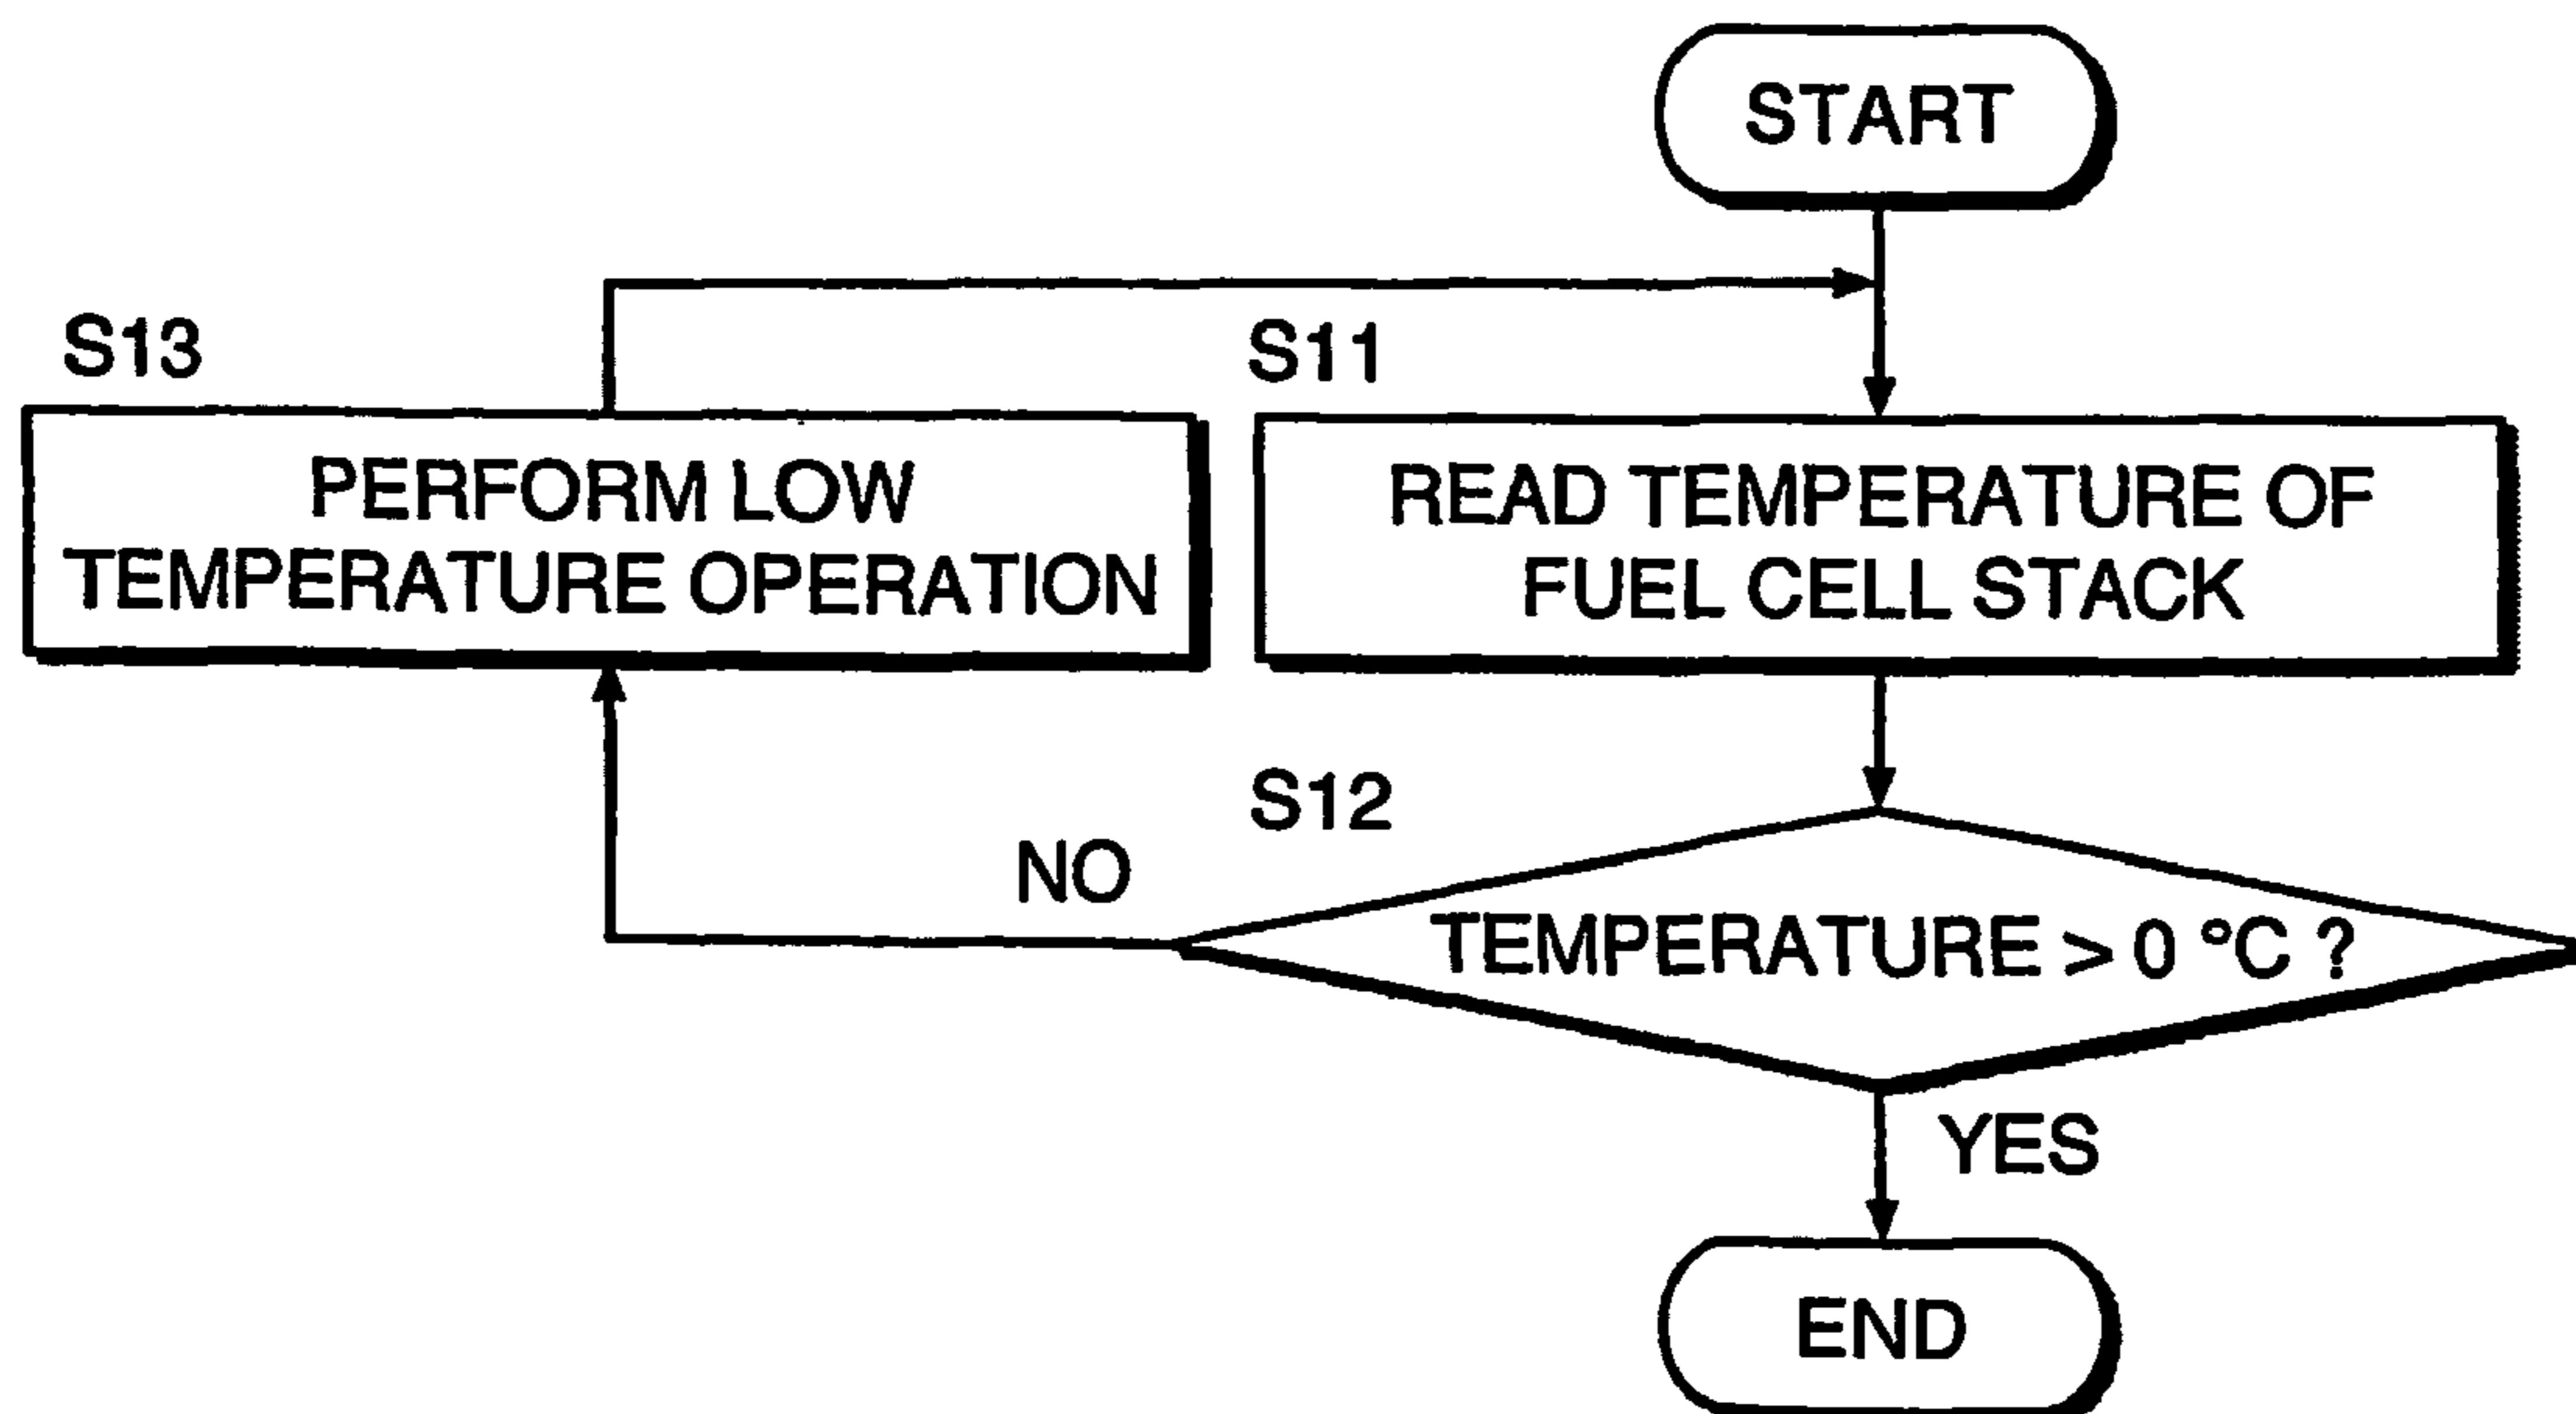 START
S13
S11
PERFORM LOW
TEMPERATURE OPERATION
READ TEMPERATURE OF
FUEL CELL STACK
S12
NO
TEMPERATURE > 0 °C ?
YES
END